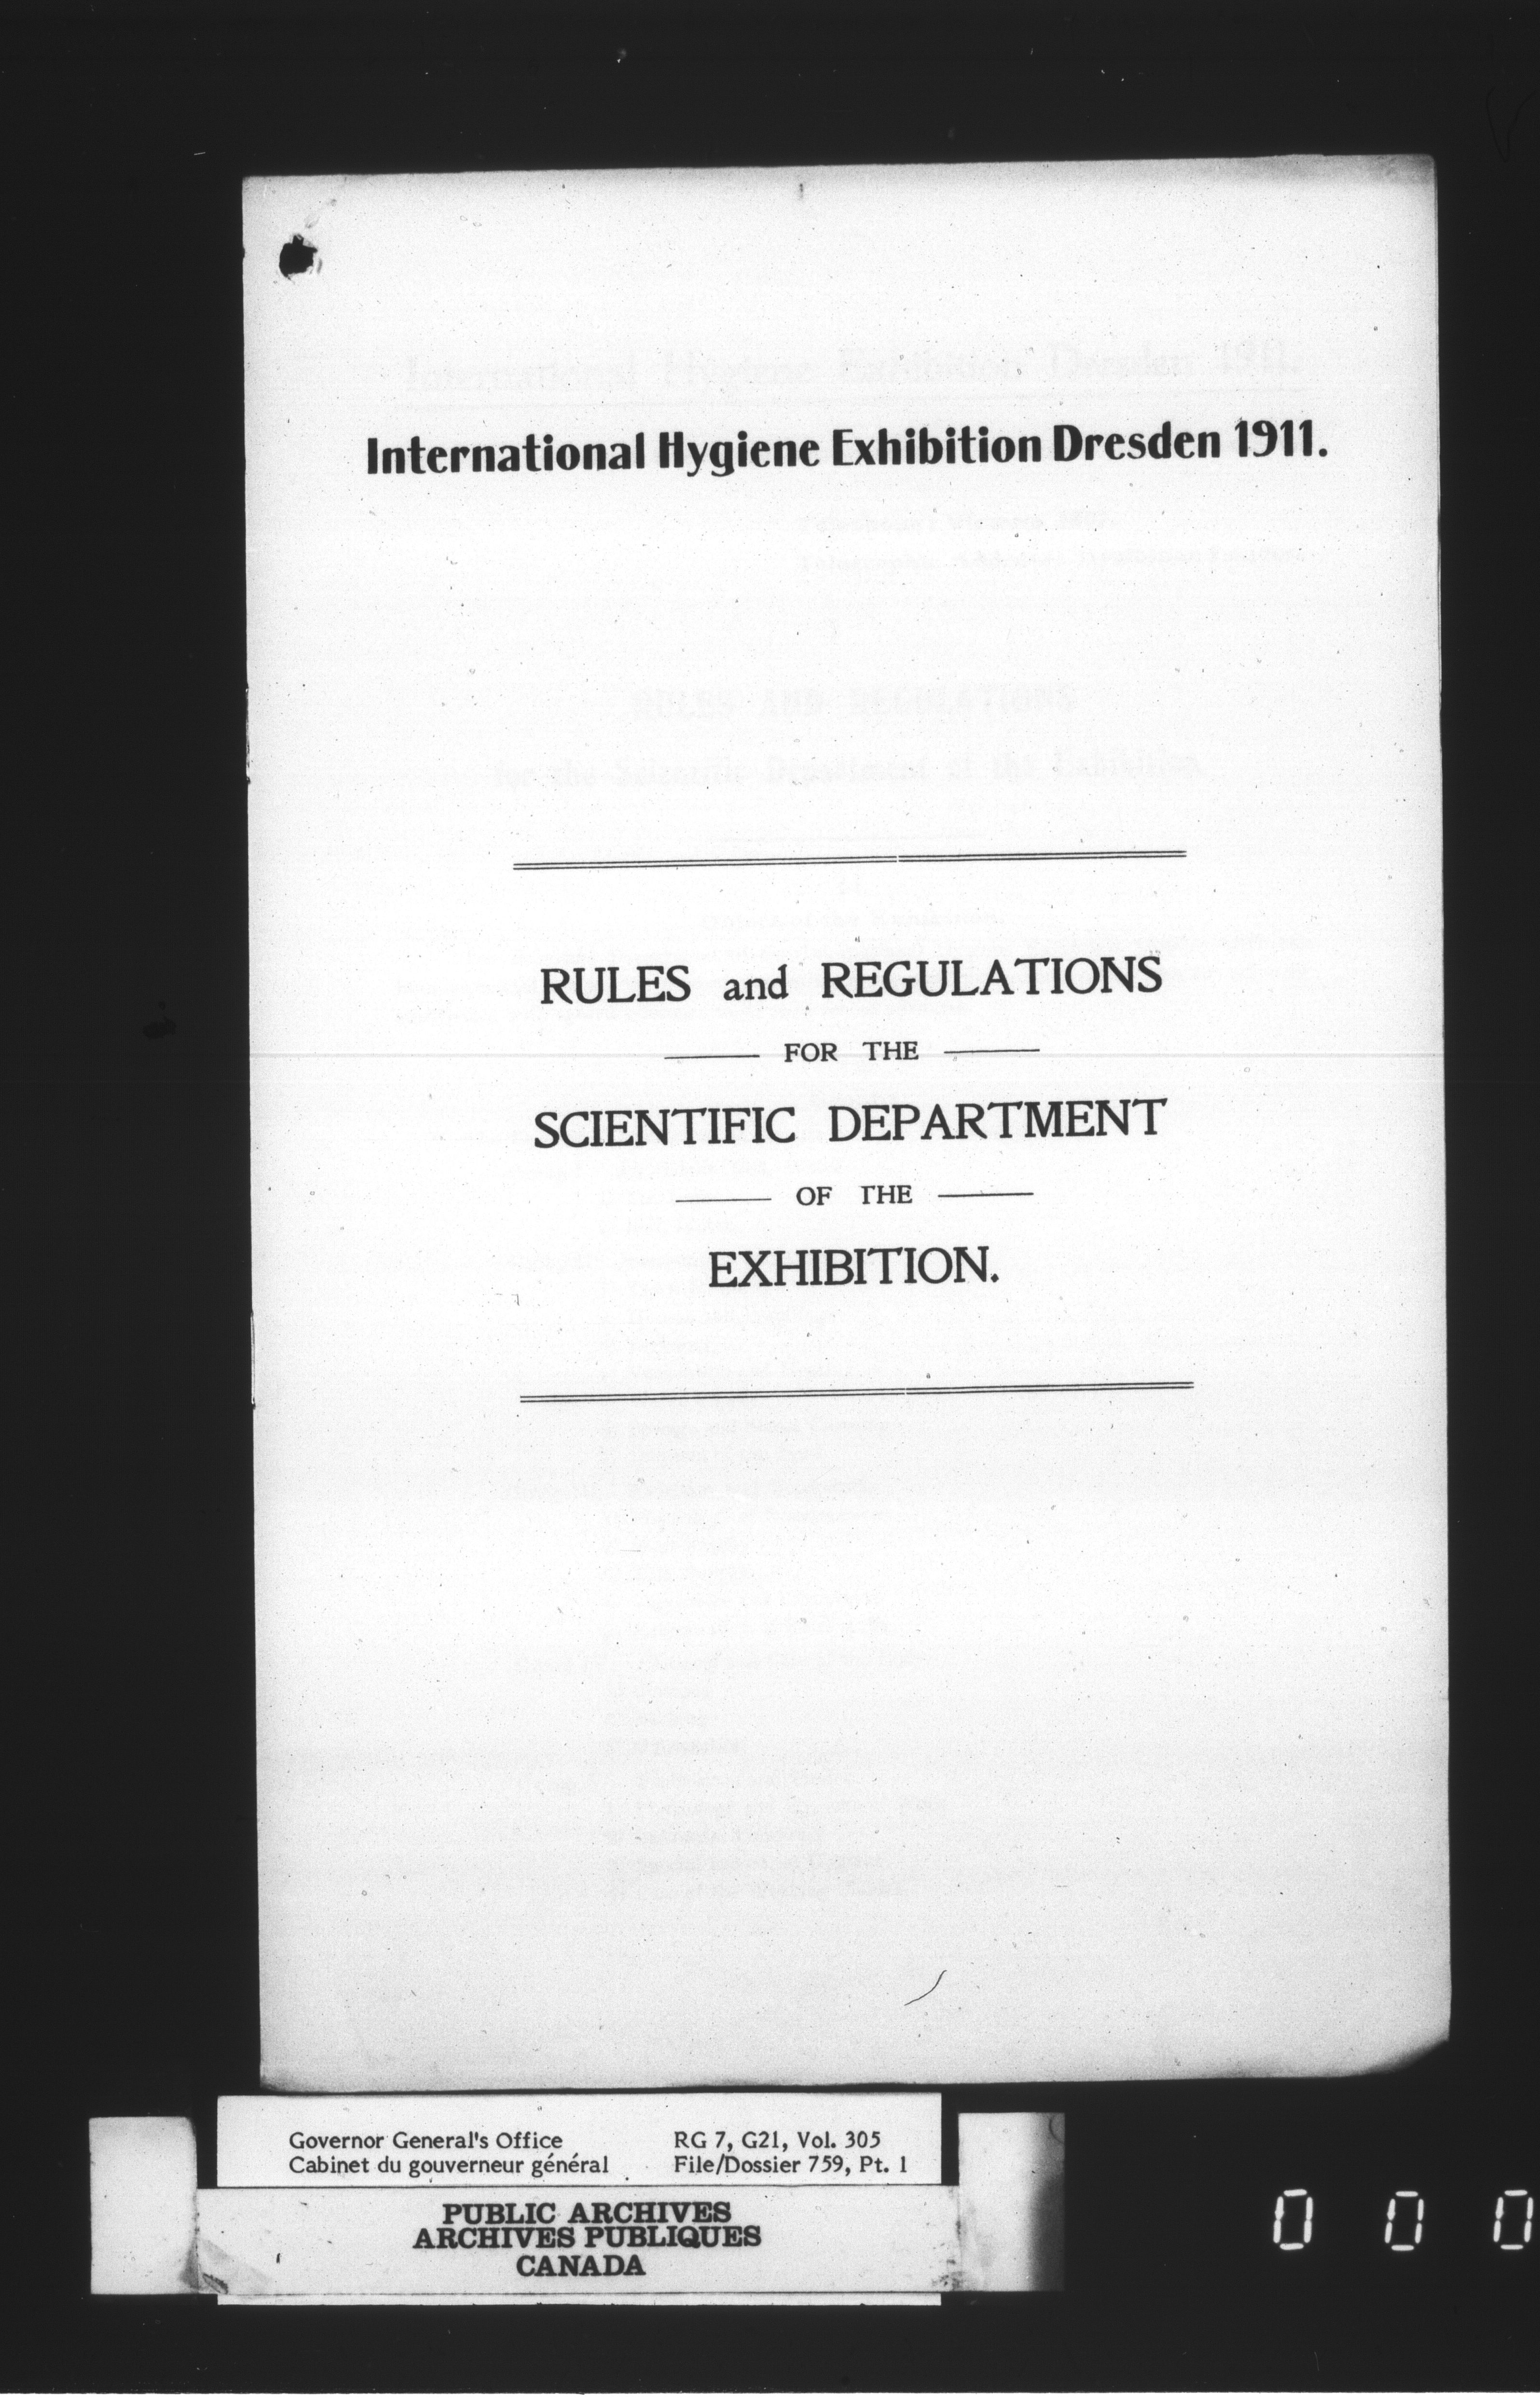 International Hygiene Exhibition Dresden 1911.
RULES and REGULATIONS
FOR THE
SCIENTIFIC DEPARTMENT
OF THE
EXHIBITION.
Governor General's Office RG 7, G21, Vol. 305
Cabinet du gouverneur général File/Dossier 759, Pt. 1
PUBLIC ARCHIVES
ARCHIVES PUBLIQUES
CANADA
0 0 0